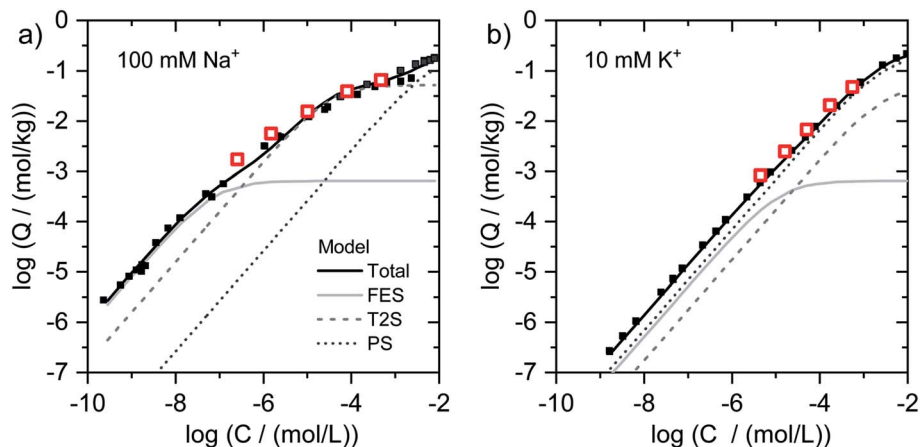 a)
100 mM Na⁺
log (Q / (mol/kg))
0
-1
-2
-3
-4
-5
-6
-7
Model
Total
FES
T2S
PS
-10 -8 -6 -4 -2
log (C / (mol/L))
b)
10 mM K⁺
log (Q / (mol/kg))
0
-1
-2
-3
-4
-5
-6
-7
-10 -8 -6 -4 -2
log (C / (mol/L))